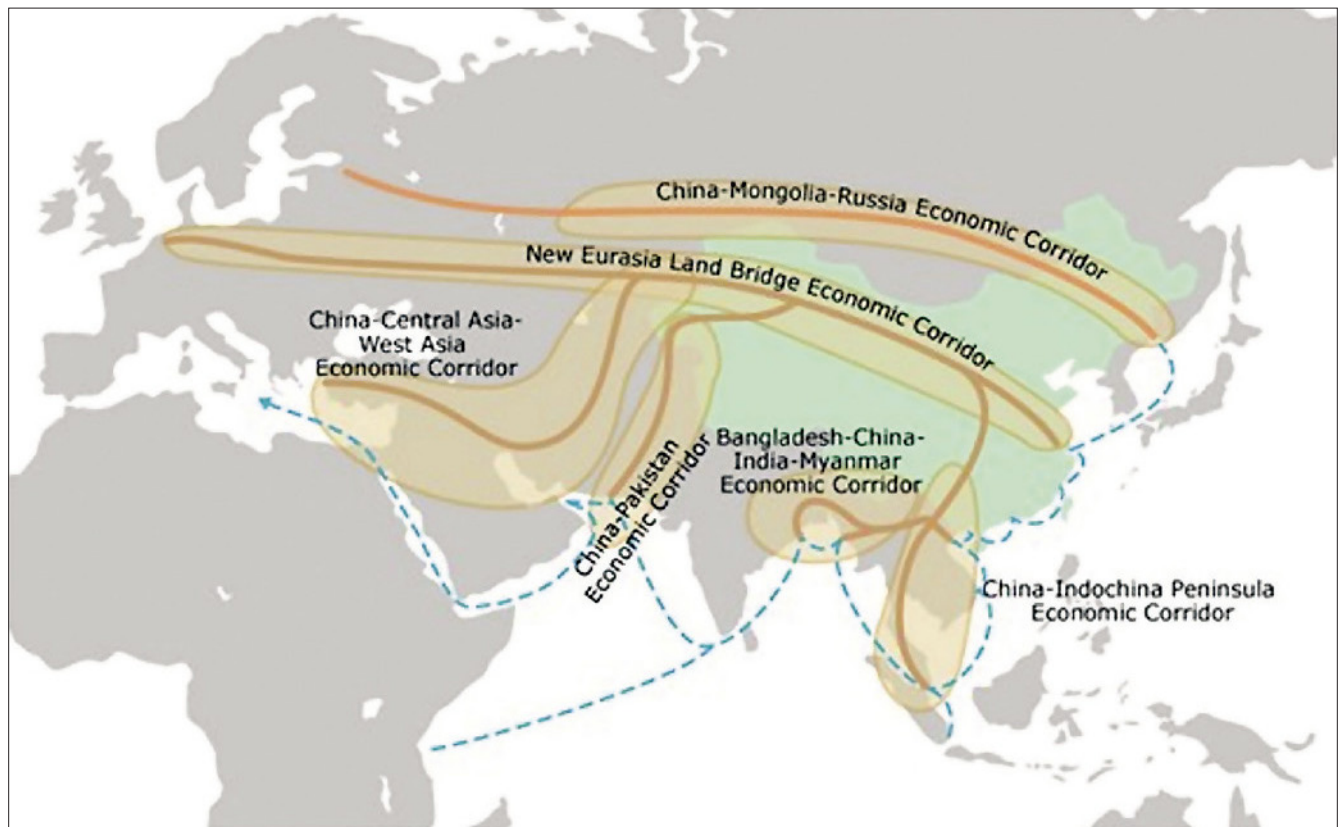 China-Mongolia-Russia Economic Corridor
New Eurasia Land Bridge Economic Corridor
China-Central Asia-
West Asia
Economic Corridor
China-Pakistan
Economic Corridor
Bangladesh-China-
India-Myanmar
Economic Corridor
China-Indochina Peninsula
Economic Corridor